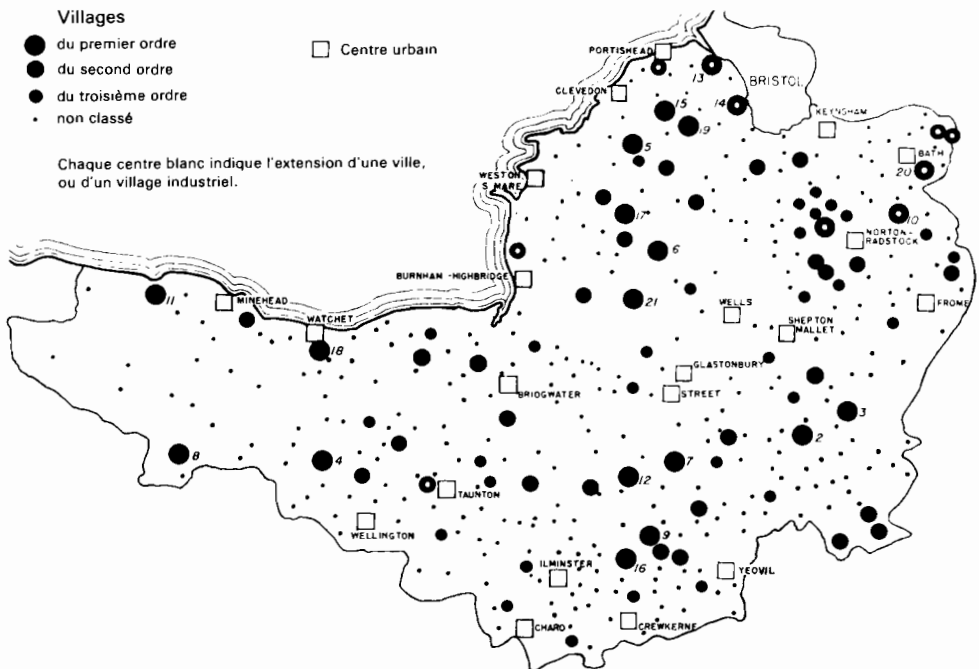 Villages
du premier ordre
du second ordre
du troisième ordre
non classé
Centre urbain
Chaque centre blanc indique l'extension d'une ville,
ou d'un village industriel.
PORTISHEAD
13
BRISTOL
CLEVEDON
15
14
19
KEYNSHAM
5
BATH
20
WESTON
S MARE
17
10
6
NORTON-
RADSTOCK
BURNHAM-HIGHBRIDGE
11
MINEHEAD
21
WELLS
FROME
WATCHET
SHEPTON
MALLET
18
GLASTONBURY
BRIDGWATER
STREET
3
2
8
4
7
12
TAUNTON
WELLINGTON
9
16
ILMINSTER
YEOVIL
CHARD
CREWKERNE